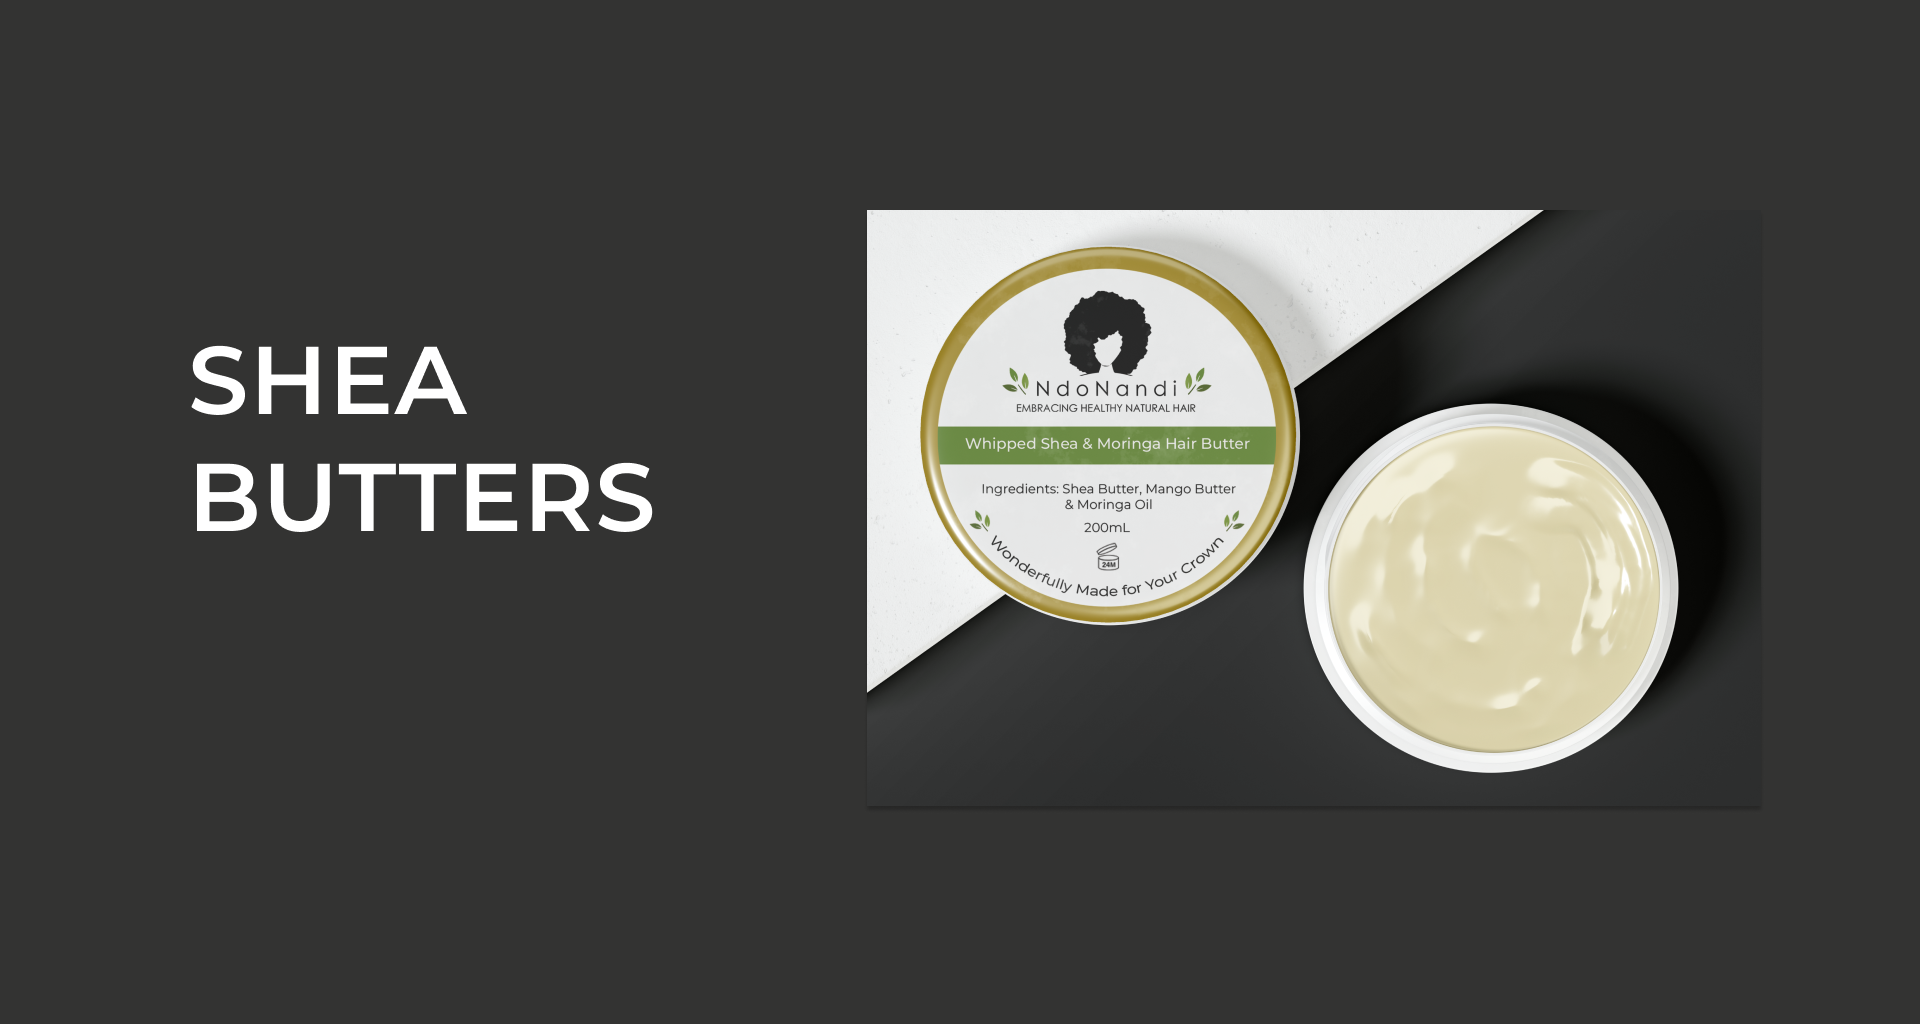 SHEA
BUTTERS
NdoNandi
EMBRACING HEALTHY NATURAL HAIR
Whipped Shea & Moringa Hair Butter
Ingredients: Shea Butter, Mango Butter
& Moringa Oil
200mL
24M
Wonderfully Made for Your Crown